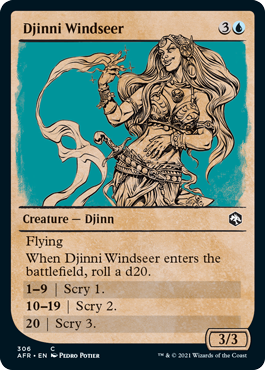 Djinni Windseer 3
Creature — Djinn
Flying
When Djinni Windseer enters the
battlefield, roll a d20.
1–9 | Scry 1.
10–19 | Scry 2.
20 | Scry 3.
3/3
306 C
AFR • EN Pedro Potier ™ & © 2021 Wizards of the Coast